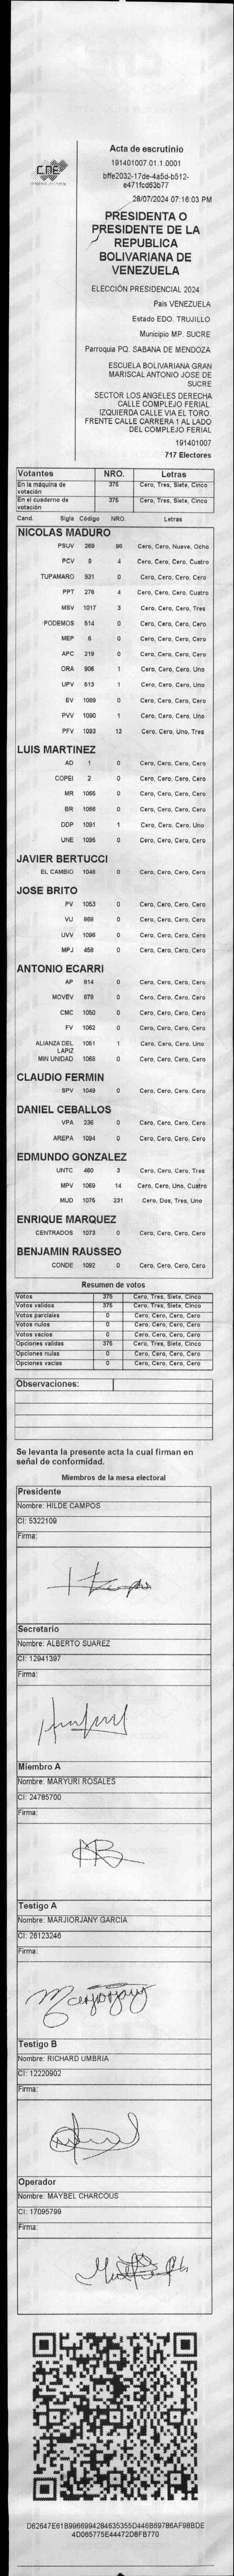 CNE
Acta de escrutinio
191401007.01.1.0001
bffe2032-17de-4a5d-b512-
e471fcd63b77
28/07/2024 07:16:03 PM
PRESIDENTA O
PRESIDENTE DE LA
REPUBLICA
BOLIVARIANA DE
VENEZUELA
ELECCIÓN PRESIDENCIAL 2024
País VENEZUELA
Estado EDO. TRUJILLO
Municipio MP. SUCRE
Parroquia PQ. SABANA DE MENDOZA
ESCUELA BOLIVARIANA GRAN
MARISCAL ANTONIO JOSE DE
SUCRE
SECTOR LOS ANGELES DERECHA
CALLE COMPLEJO FERIAL.
IZQUIERDA CALLE VIA EL TORO.
FRENTE CALLE CARRERA 1 AL LADO
DEL COMPLEJO FERIAL
191401007
717 Electores
Votantes NRO. Letras
En la máquina de votación 375 Cero, Tres, Siete, Cinco
En el cuaderno de votación 375 Cero, Tres, Siete, Cinco
Cand. Sigla Código NRO. Letras
NICOLAS MADURO
PSUV 269 98 Cero, Cero, Nueve, Ocho
PCV 9 4 Cero, Cero, Cero, Cuatro
TUPAMARO 931 0 Cero, Cero, Cero, Cero
PPT 276 4 Cero, Cero, Cero, Cuatro
MSV 1017 3 Cero, Cero, Cero, Tres
PODEMOS 514 0 Cero, Cero, Cero, Cero
MEP 6 0 Cero, Cero, Cero, Cero
APC 219 0 Cero, Cero, Cero, Cero
ORA 906 1 Cero, Cero, Cero, Uno
UPV 513 1 Cero, Cero, Cero, Uno
EV 1089 0 Cero, Cero, Cero, Cero
PVV 1090 1 Cero, Cero, Cero, Uno
PFV 1093 13 Cero, Cero, Uno, Tres
LUIS MARTINEZ
AD 1 0 Cero, Cero, Cero, Cero
COPEI 2 0 Cero, Cero, Cero, Cero
MR 1065 0 Cero, Cero, Cero, Cero
BR 1088 0 Cero, Cero, Cero, Cero
DDP 1091 1 Cero, Cero, Cero, Uno
UNE 1095 0 Cero, Cero, Cero, Cero
JAVIER BERTUCCI
EL CAMBIO 1048 0 Cero, Cero, Cero, Cero
JOSE BRITO
PV 1053 0 Cero, Cero, Cero, Cero
VU 868 0 Cero, Cero, Cero, Cero
UVV 1096 0 Cero, Cero, Cero, Cero
MPJ 458 0 Cero, Cero, Cero, Cero
ANTONIO ECARRI
AP 914 0 Cero, Cero, Cero, Cero
MOVEV 879 0 Cero, Cero, Cero, Cero
CMC 1050 0 Cero, Cero, Cero, Cero
FV 1062 0 Cero, Cero, Cero, Cero
ALIANZA DEL LAPIZ 1051 1 Cero, Cero, Cero, Uno
MIN UNIDAD 1068 0 Cero, Cero, Cero, Cero
CLAUDIO FERMIN
SPV 1049 0 Cero, Cero, Cero, Cero
DANIEL CEBALLOS
VPA 236 0 Cero, Cero, Cero, Cero
AREPA 1094 0 Cero, Cero, Cero, Cero
EDMUNDO GONZALEZ
UNTC 460 3 Cero, Cero, Cero, Tres
MPV 1069 14 Cero, Cero, Uno, Cuatro
MUD 1075 231 Cero, Dos, Tres, Uno
ENRIQUE MARQUEZ
CENTRADOS 1073 0 Cero, Cero, Cero, Cero
BENJAMIN RAUSSEO
CONDE 1092 0 Cero, Cero, Cero, Cero
Resumen de votos
Votos 375 Cero, Tres, Siete, Cinco
Votos validos 375 Cero, Tres, Siete, Cinco
Votos parciales 0 Cero, Cero, Cero, Cero
Votos nulos 0 Cero, Cero, Cero, Cero
Votos vacios 0 Cero, Cero, Cero, Cero
Opciones validas 375 Cero, Tres, Siete, Cinco
Opciones nulas 0 Cero, Cero, Cero, Cero
Opciones vacias 0 Cero, Cero, Cero, Cero
Observaciones:
Se levanta la presente acta la cual firman en
señal de conformidad.
Miembros de la mesa electoral
Presidente
Nombre: HILDE CAMPOS
CI: 5322109
Firma:
Secretario
Nombre: ALBERTO SUAREZ
CI: 12941397
Firma:
Miembro A
Nombre: MARYURI ROSALES
CI: 24785700
Firma:
Testigo A
Nombre: MARJIORJANY GARCIA
CI: 26123246
Firma:
Testigo B
Nombre: RICHARD UMBRIA
CI: 12220902
Firma:
Operador
Nombre: MAYBEL CHARCOUS
CI: 17095799
Firma:
D62647E61B9966994284635355D446B69786AF98BDE
4D065775E44472D8FB770